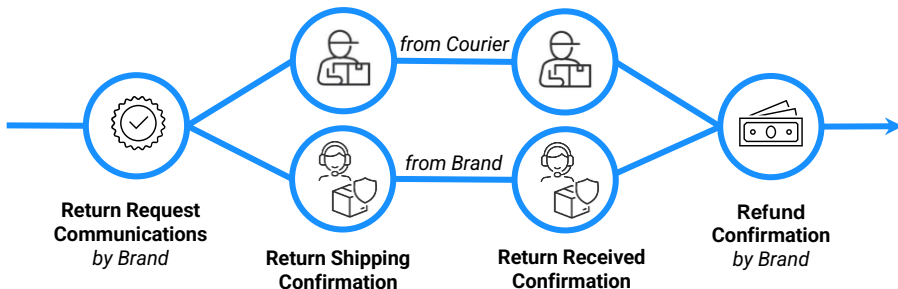 from Courier
from Brand
Return Request
Communications
by Brand
Return Shipping
Confirmation
Return Received
Confirmation
Refund
Confirmation
by Brand